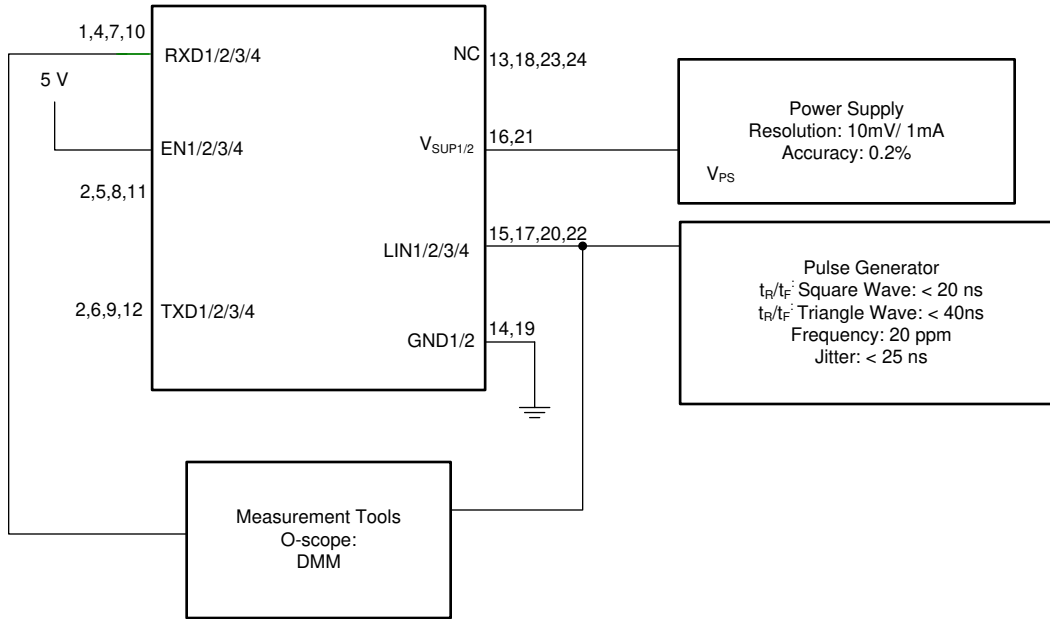 1,4,7,10
RXD1/2/3/4
5 V
EN1/2/3/4
2,5,8,11
2,6,9,12
TXD1/2/3/4
NC
13,18,23,24
VSUP1/2
16,21
LIN1/2/3/4
15,17,20,22
GND1/2
14,19
Power Supply
Resolution: 10mV/ 1mA
Accuracy: 0.2%
VPS
Pulse Generator
tR/tF: Square Wave: < 20 ns
tR/tF: Triangle Wave: < 40ns
Frequency: 20 ppm
Jitter: < 25 ns
Measurement Tools
O-scope:
DMM